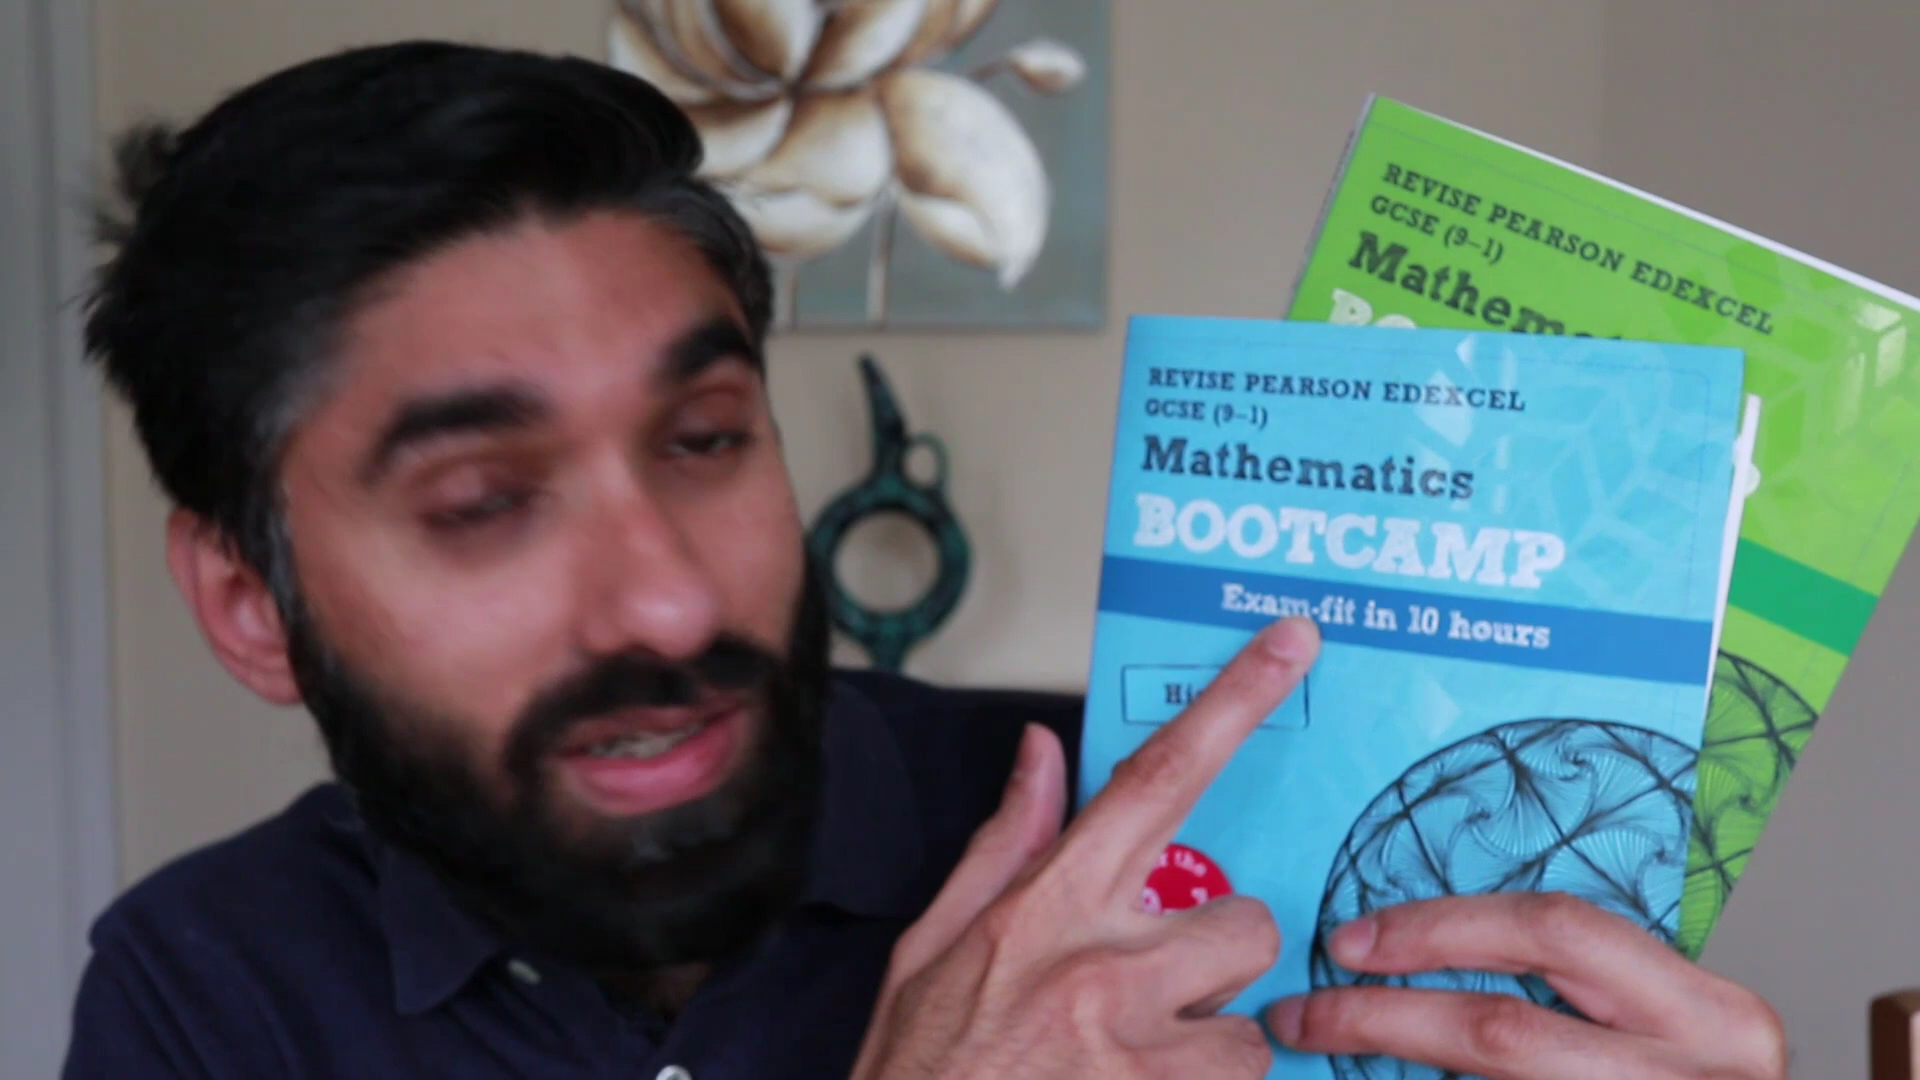 REVISE PEARSON EDEXCEL
GCSE (9–1)
REVISE PEARSON EDEXCEL
GCSE (9–1)
Mathematics
BOOTCAMP
Exam-fit in 10 hours
the